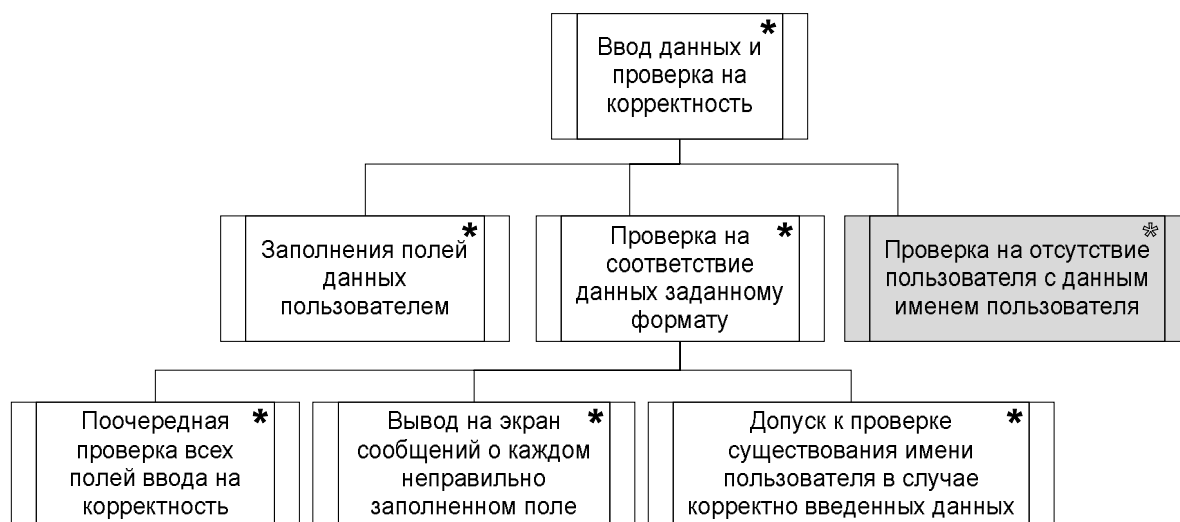 Ввод данных и
проверка на
корректность
*
Заполнения полей
данных
пользователем
*
Проверка на
соответствие
данных заданному
формату
*
Проверка на отсутствие
пользователя с данным
именем пользователя
*
Поочередная
проверка всех
полей ввода на
корректность
*
Вывод на экран
сообщений о каждом
неправильно
заполненном поле
*
Допуск к проверке
существования имени
пользователя в случае
корректно введенных данных
*